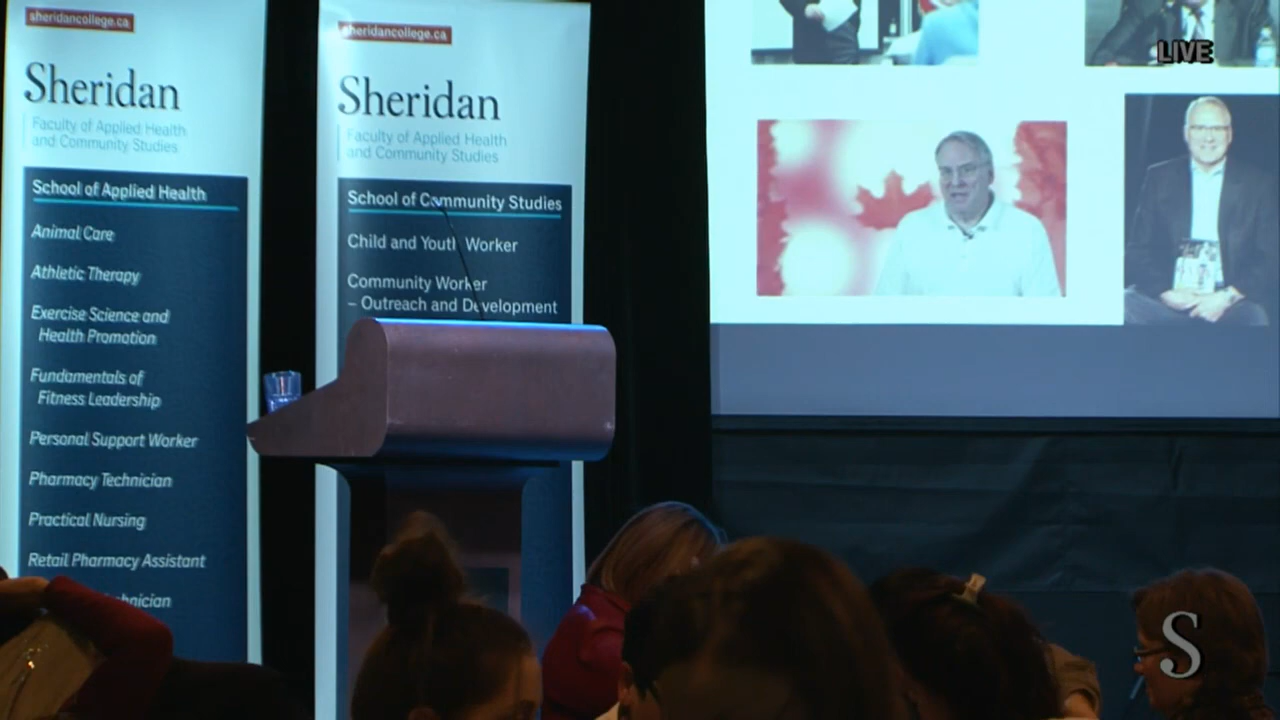 sheridancollege.ca
Sheridan
Faculty of Applied Health
and Community Studies
School of Applied Health
Animal Care
Athletic Therapy
Exercise Science and
Health Promotion
Fundamentals of
Fitness Leadership
Personal Support Worker
Pharmacy Technician
Practical Nursing
Retail Pharmacy Assistant
sheridancollege.ca
Sheridan
Faculty of Applied Health
and Community Studies
School of Community Studies
Child and Youth Worker
Community Worker
– Outreach and Development
LIVE
S